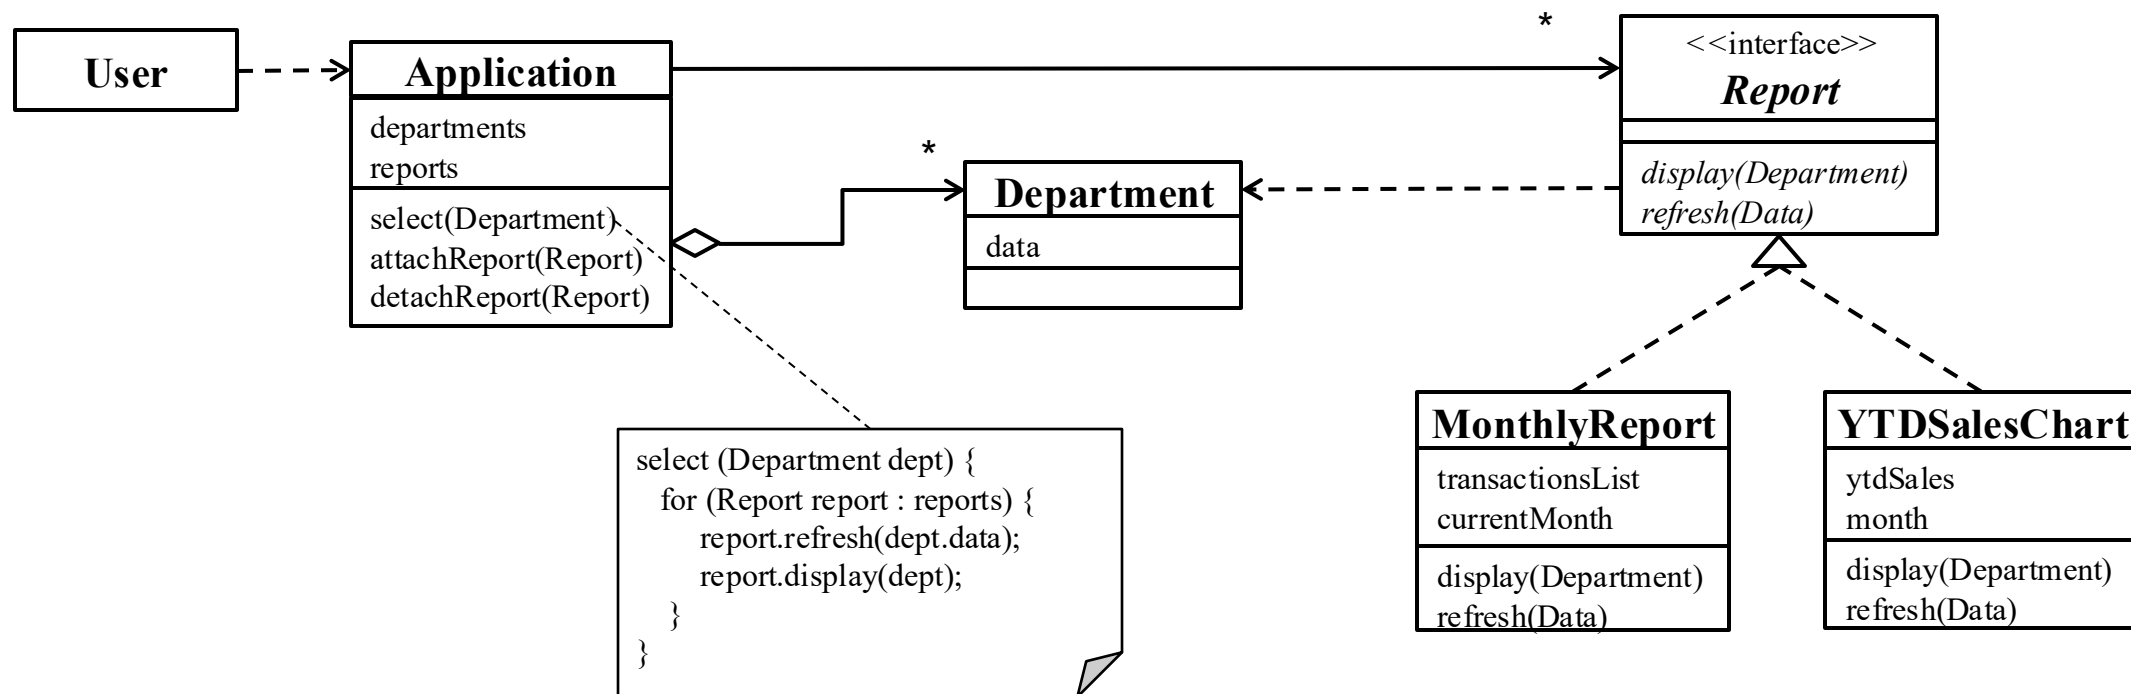 User
Application
departments
reports
select(Department)
attachReport(Report)
detachReport(Report)
*
*
Department
data
<<interface>>
Report
display(Department)
refresh(Data)
select (Department dept) {
for (Report report : reports) {
report.refresh(dept.data);
report.display(dept);
}
}
MonthlyReport
transactionsList
currentMonth
display(Department)
refresh(Data)
YTDSalesChart
ytdSales
month
display(Department)
refresh(Data)